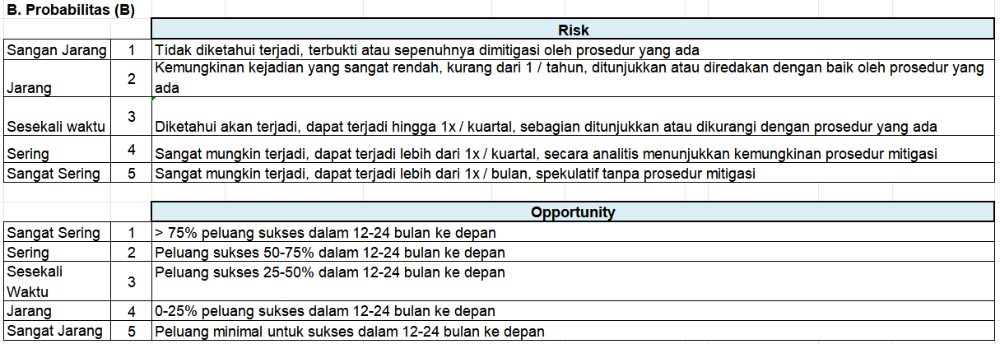 B. Probabilitas (B)
Risk
Sangan Jarang 1 Tidak diketahui terjadi, terbukti atau sepenuhnya dimitigasi oleh prosedur yang ada
Jarang 2 Kemungkinan kejadian yang sangat rendah, kurang dari 1 / tahun, ditunjukkan atau diredakan dengan baik oleh prosedur yang
ada
Sesekali waktu 3 Diketahui akan terjadi, dapat terjadi hingga 1x / kuartal, sebagian ditunjukkan atau dikurangi dengan prosedur yang ada
Sering 4 Sangat mungkin terjadi, dapat terjadi lebih dari 1x / kuartal, secara analitis menunjukkan kemungkinan prosedur mitigasi
Sangat Sering 5 Sangat mungkin terjadi, dapat terjadi lebih dari 1x / bulan, spekulatif tanpa prosedur mitigasi
Opportunity
Sangat Sering 1 > 75% peluang sukses dalam 12-24 bulan ke depan
Sering 2 Peluang sukses 50-75% dalam 12-24 bulan ke depan
Sesekali
Waktu 3 Peluang sukses 25-50% dalam 12-24 bulan ke depan
Jarang 4 0-25% peluang sukses dalam 12-24 bulan ke depan
Sangat Jarang 5 Peluang minimal untuk sukses dalam 12-24 bulan ke depan